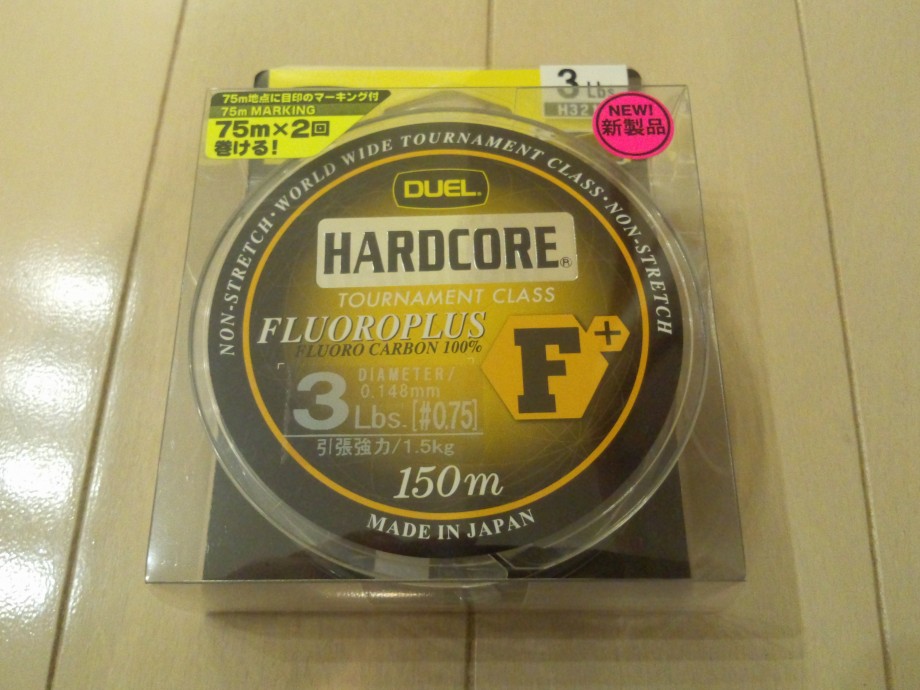 3 Lbs.
75m地点に目印のマーキング付
75m MARKING
75m×2回
巻ける!
NEW!
新製品
NON-STRETCH・WORLD WIDE TOURNAMENT CLASS・NON-STRETCH
DUEL®
HARDCORE®
TOURNAMENT CLASS
FLUOROPLUS
FLUORO CARBON 100%
F+
DIAMETER/
0.148mm
3 Lbs.[#0.75]
引張強力/1.5kg
150m
MADE IN JAPAN